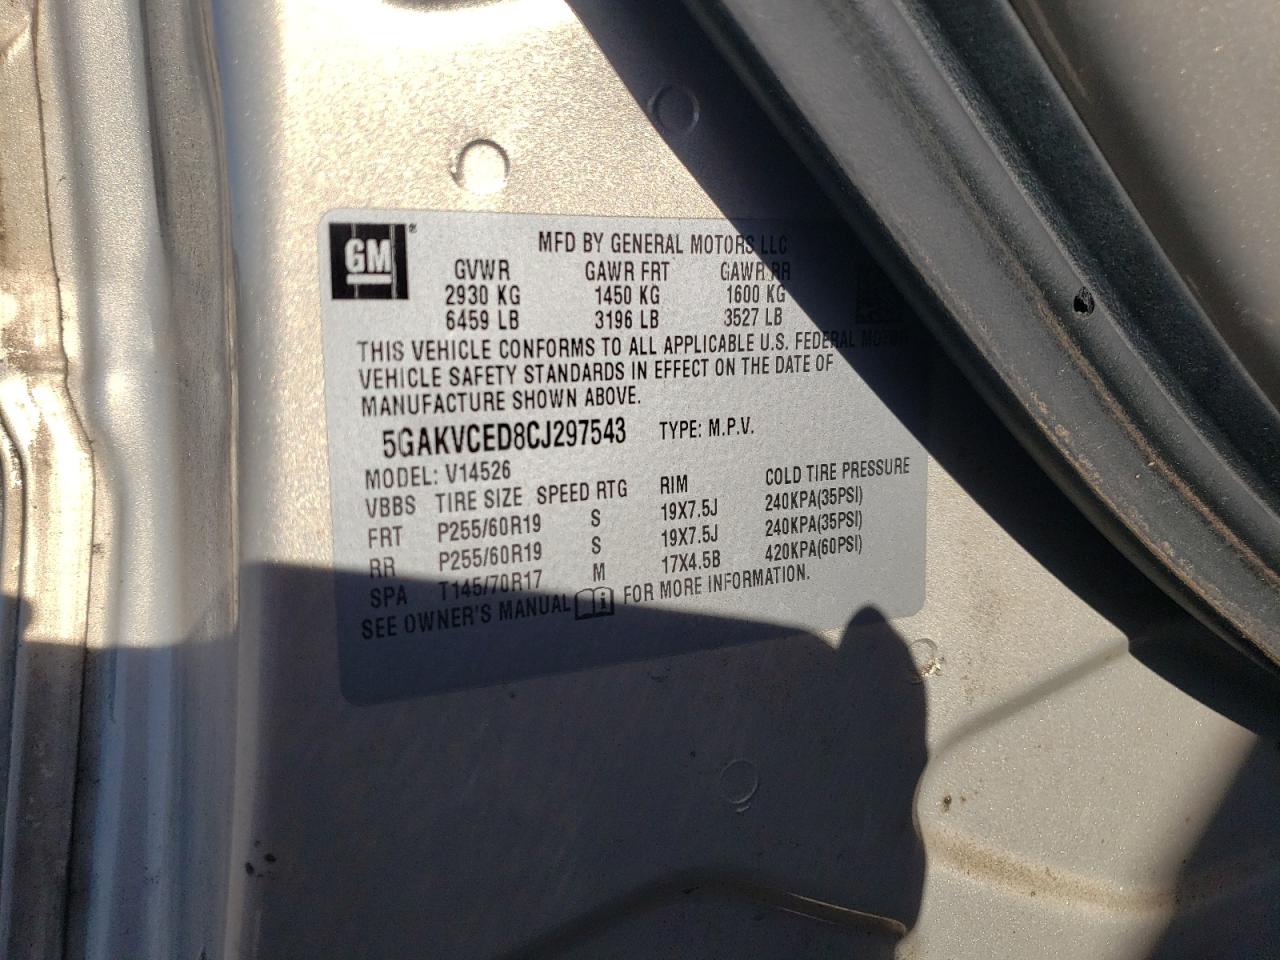 GM ®
MFD BY GENERAL MOTORS LLC
GVWR GAWR FRT GAWR RR
2930 KG 1450 KG 1600 KG
6459 LB 3196 LB 3527 LB
THIS VEHICLE CONFORMS TO ALL APPLICABLE U.S. FEDERAL MOTOR
VEHICLE SAFETY STANDARDS IN EFFECT ON THE DATE OF
MANUFACTURE SHOWN ABOVE.
5GAKVCED8CJ297543 TYPE: M.P.V.
MODEL: V14526
VBBS TIRE SIZE SPEED RTG RIM COLD TIRE PRESSURE
FRT P255/60R19 S 19X7.5J 240KPA(35PSI)
RR P255/60R19 S 19X7.5J 240KPA(35PSI)
SPA T145/70R17 M 17X4.5B 420KPA(60PSI)
SEE OWNER'S MANUAL FOR MORE INFORMATION.